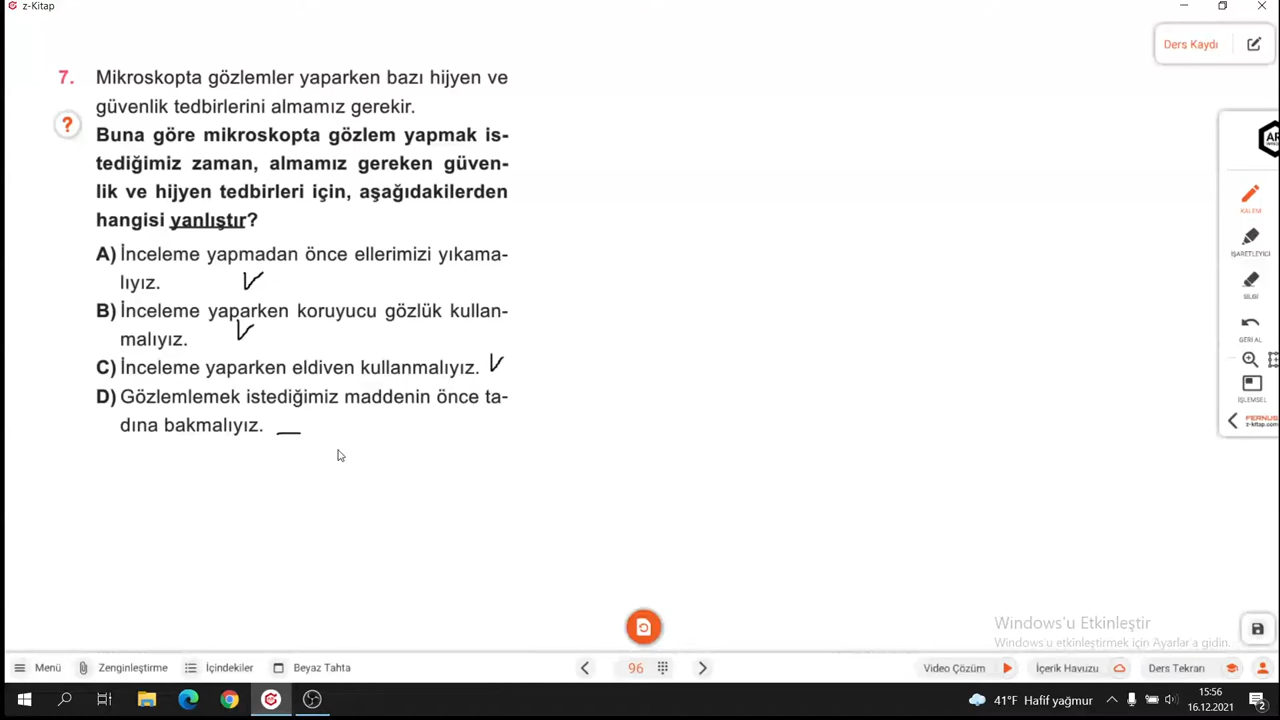 z-Kitap
Ders Kaydı
7. Mikroskopta gözlemler yaparken bazı hijyen ve
güvenlik tedbirlerini almamız gerekir.
?
Buna göre mikroskopta gözlem yapmak is-
tediğimiz zaman, almamız gereken güven-
lik ve hijyen tedbirleri için, aşağıdakilerden
hangisi yanlıştır?
A) İnceleme yapmadan önce ellerimizi yıkama-
lıyız.
B) İnceleme yaparken koruyucu gözlük kullan-
malıyız.
C) İnceleme yaparken eldiven kullanmalıyız.
D) Gözlemlemek istediğimiz maddenin önce ta-
dına bakmalıyız.
KALEM
İŞARETLEYİCİ
SİLGİ
GERİ AL
İŞLEMSEL
FERNUS
z-kitap.com
Windows'u Etkinleştir
Windows'u etkinleştirmek için Ayarlar'a gidin.
Menü Zenginleştirme İçindekiler Beyaz Tahta 96 Video Çözüm İçerik Havuzu Ders Tekrarı
41°F Hafif yağmur 15:56
16.12.2021 2